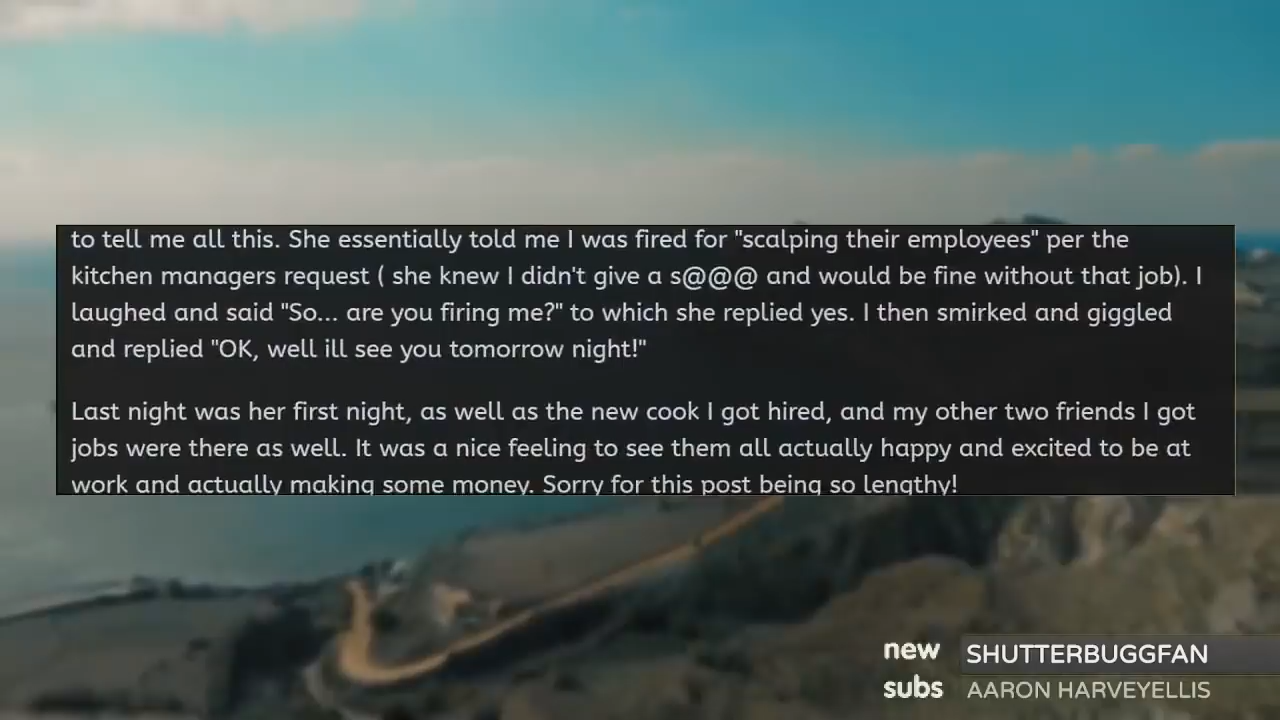 to tell me all this. She essentially told me I was fired for "scalping their employees" per the
kitchen managers request ( she knew I didn't give a s@@@ and would be fine without that job). I
laughed and said "So... are you firing me?" to which she replied yes. I then smirked and giggled
and replied "OK, well ill see you tomorrow night!"
Last night was her first night, as well as the new cook I got hired, and my other two friends I got
jobs were there as well. It was a nice feeling to see them all actually happy and excited to be at
work and actually making some money. Sorry for this post being so lengthy!
new SHUTTERBUGGFAN
subs AARON HARVEYELLIS